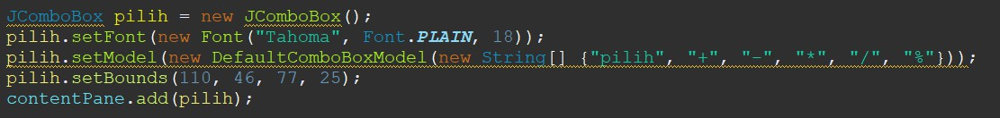 JComboBox pilih = new JComboBox();
pilih.setFont(new Font("Tahoma", Font.PLAIN, 18));
pilih.setModel(new DefaultComboBoxModel(new String[] {"pilih", "+", "-", "*", "/", "%"}));
pilih.setBounds(110, 46, 77, 25);
contentPane.add(pilih);